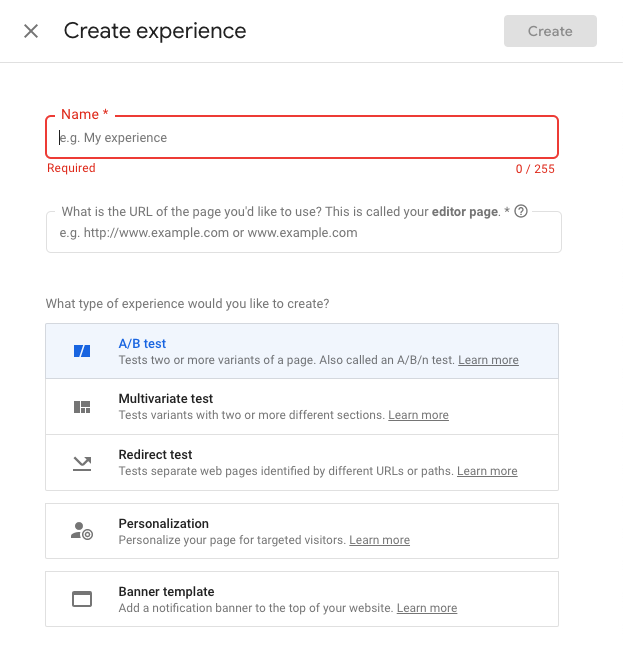 Create experience
Create
Name *
e.g. My experience
Required
0 / 255
What is the URL of the page you'd like to use? This is called your editor page. *
e.g. http://www.example.com or www.example.com
What type of experience would you like to create?
A/B test
Tests two or more variants of a page. Also called an A/B/n test. Learn more
Multivariate test
Tests variants with two or more different sections. Learn more
Redirect test
Tests separate web pages identified by different URLs or paths. Learn more
Personalization
Personalize your page for targeted visitors. Learn more
Banner template
Add a notification banner to the top of your website. Learn more